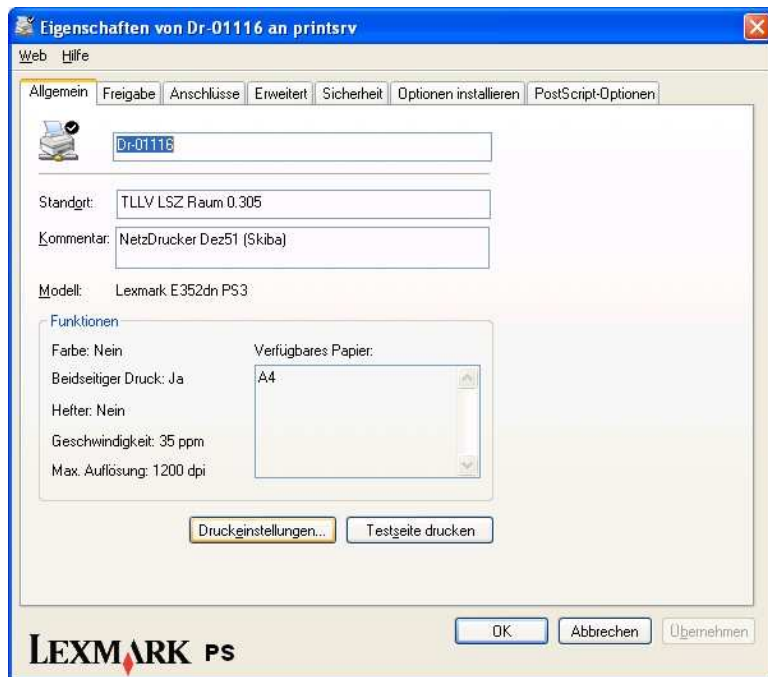 Eigenschaften von Dr-01116 an printsrv
Web Hilfe
Allgemein Freigabe Anschlüsse Erweitert Sicherheit Optionen installieren PostScript-Optionen
Dr-01116
Standort: TLLV LSZ Raum 0.305
Kommentar: NetzDrucker Dez51 (Skiba)
Modell: Lexmark E352dn PS3
Funktionen
Farbe: Nein Verfügbares Papier:
Beidseitiger Druck: Ja A4
Hefter: Nein
Geschwindigkeit: 35 ppm
Max. Auflösung: 1200 dpi
Druckeinstellungen... Testseite drucken
OK Abbrechen Übernehmen
LEXMARK PS